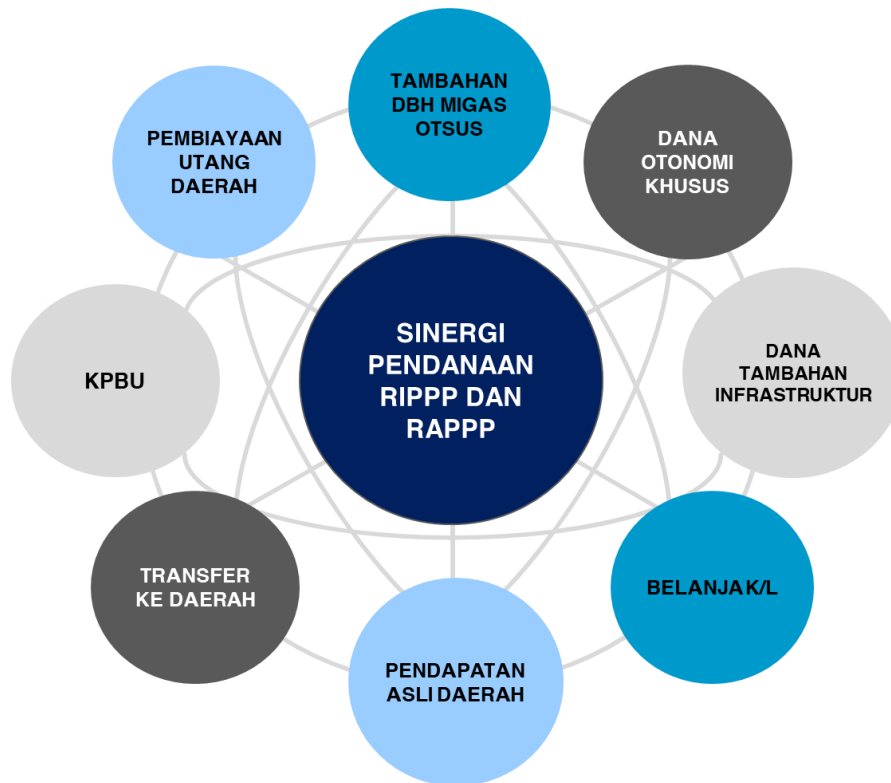 TAMBAHAN
DBH MIGAS
OTSUS
DANA
OTONOMI
KHUSUS
DANA
TAMBAHAN
INFRASTRUKTUR
BELANJA K/L
PENDAPATAN
ASLI DAERAH
TRANSFER
KE DAERAH
KPBU
PEMBIAYAAN
UTANG
DAERAH
SINERGI
PENDANAAN
RIPPP DAN
RAPPP